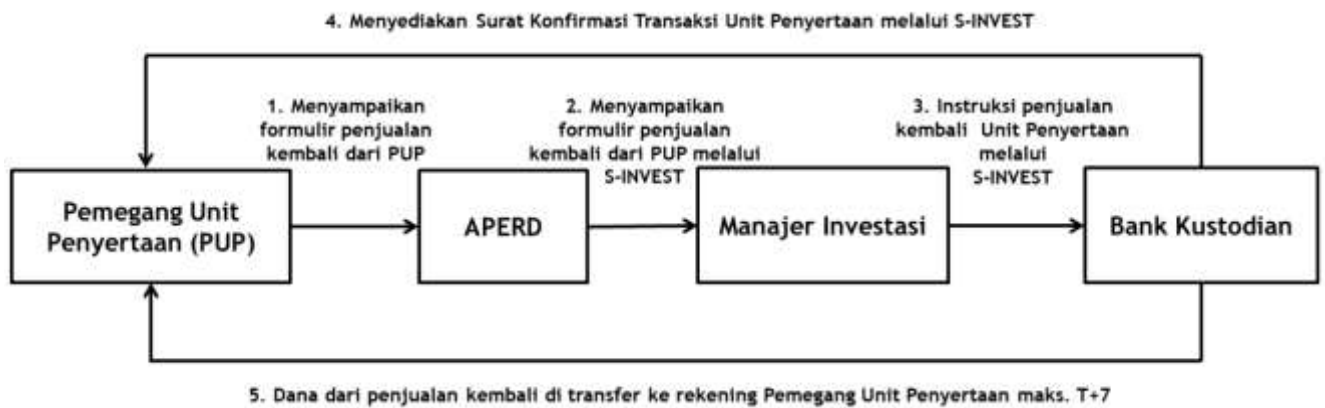 4. Menyediakan Surat Konfirmasi Transaksi Unit Penyertaan melalui S-INVEST
1. Menyampaikan
formulir penjualan
kembali dari PUP
2. Menyampaikan
formulir penjualan
kembali dari PUP melalui
S-INVEST
3. Instruksi penjualan
kembali Unit Penyertaan
melalui
S-INVEST
Pemegang Unit
Penyertaan (PUP)
APERD
Manajer Investasi
Bank Kustodian
5. Dana dari penjualan kembali di transfer ke rekening Pemegang Unit Penyertaan maks. T+7